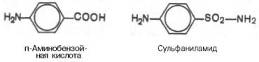 H₂N COOH H₂N SO₂ NH₂
п-Аминобензой- Сульфаниламид
ная кислота